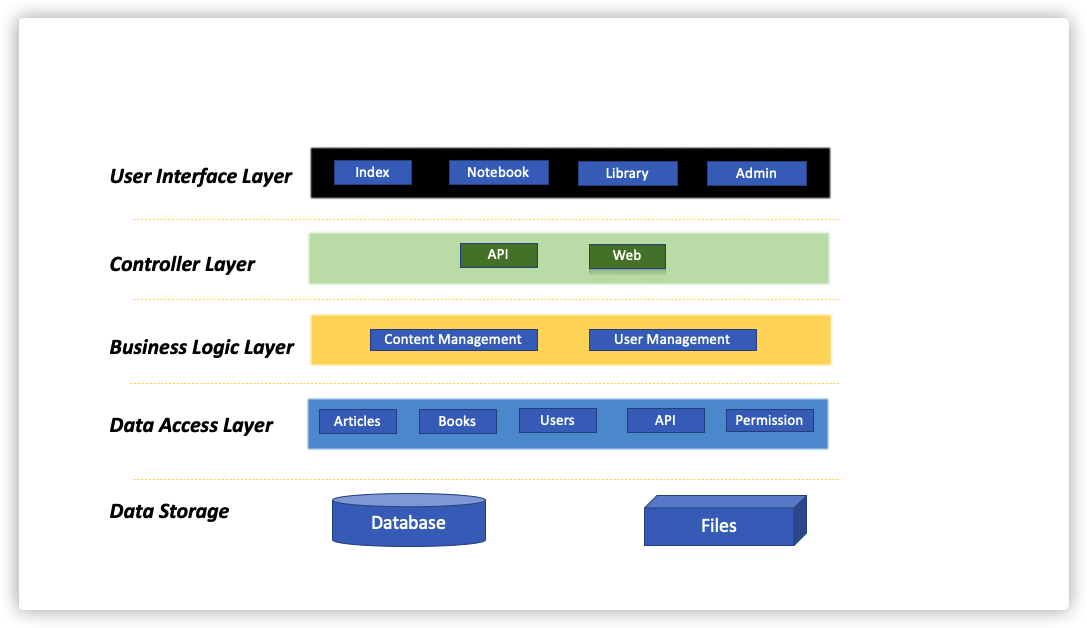 User Interface Layer
Index
Notebook
Library
Admin
Controller Layer
API
Web
Business Logic Layer
Content Management
User Management
Data Access Layer
Articles
Books
Users
API
Permission
Data Storage
Database
Files